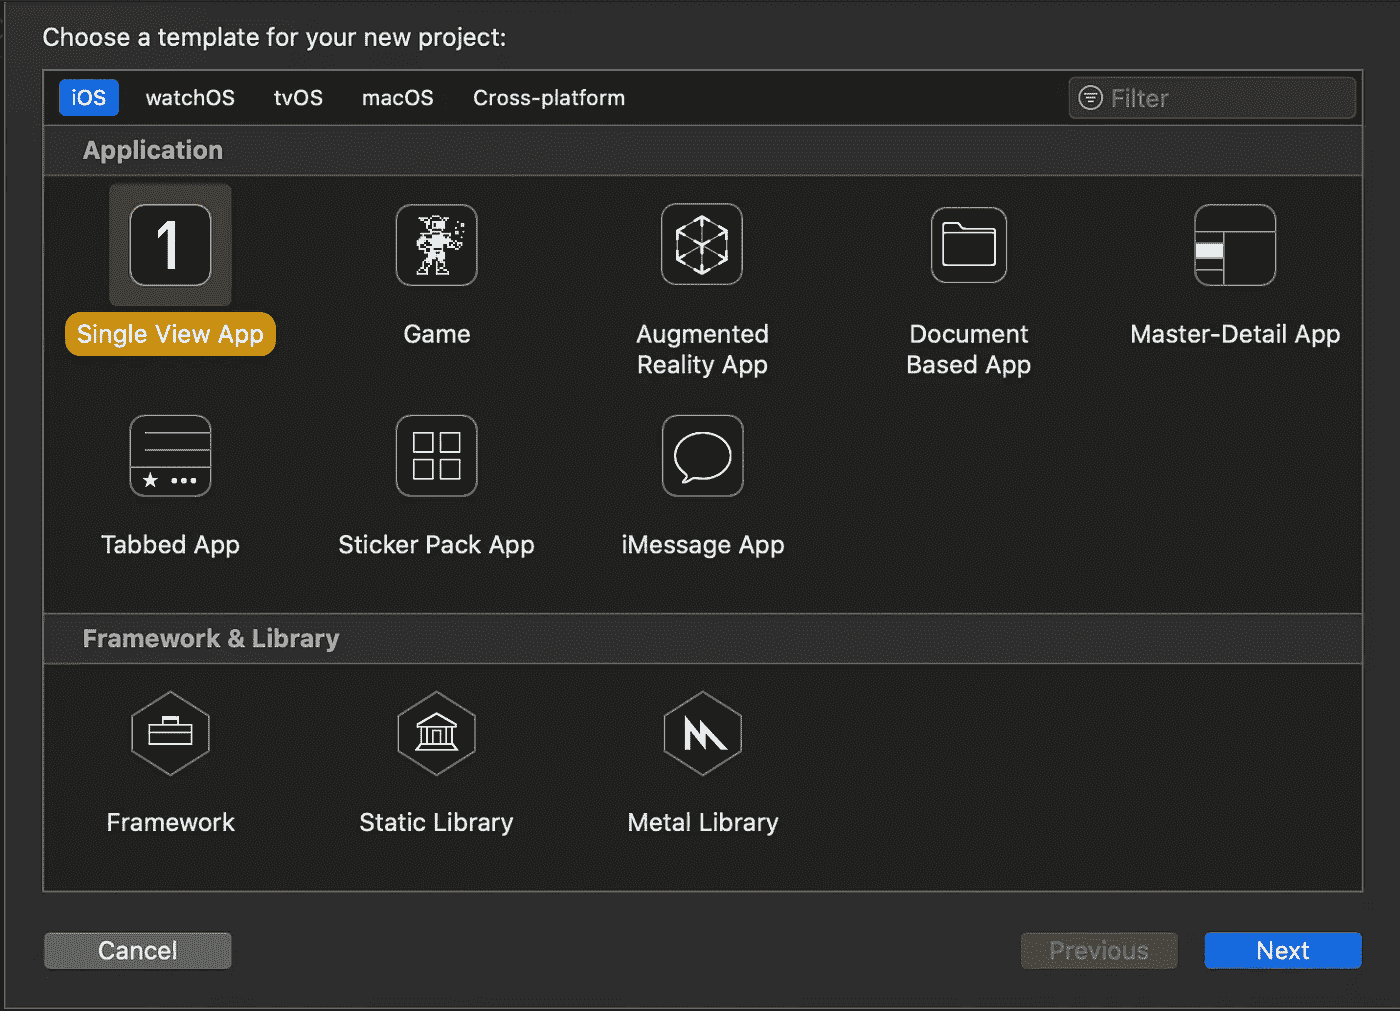 Choose a template for your new project:
iOS watchOS tvOS macOS Cross-platform Filter
Application
1
Single View App Game Augmented Reality App Document Based App Master-Detail App
Tabbed App Sticker Pack App iMessage App
Framework & Library
Framework Static Library Metal Library
Cancel Previous Next